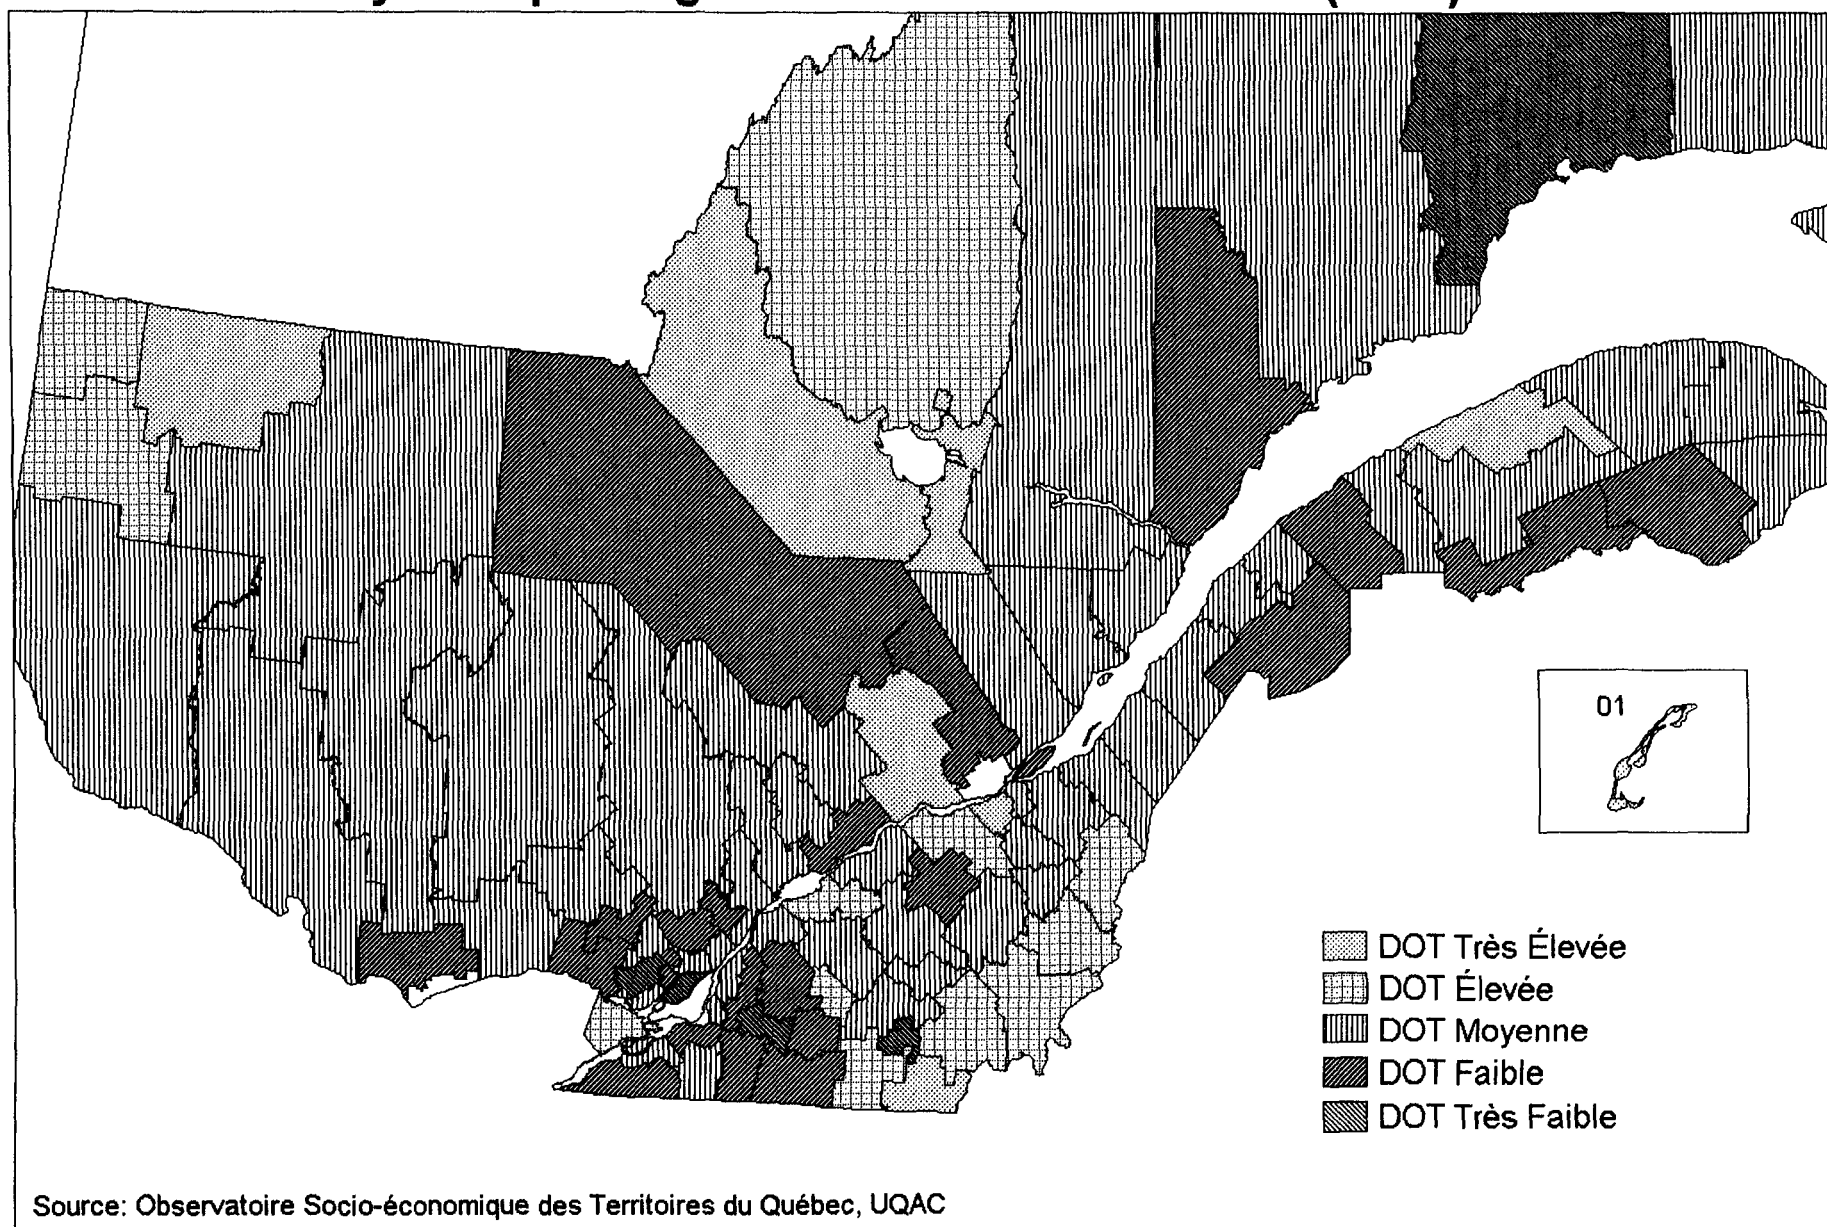 01
DOT Très Élevée
DOT Élevée
DOT Moyenne
DOT Faible
DOT Très Faible
Source: Observatoire Socio-économique des Territoires du Québec, UQAC